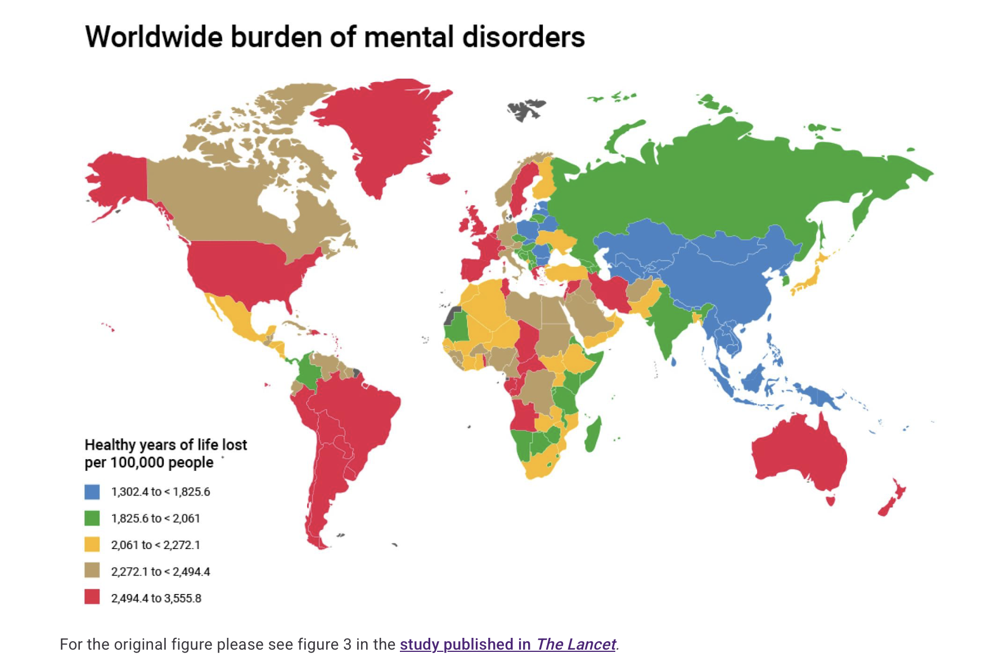 Worldwide burden of mental disorders
Healthy years of life lost
per 100,000 people
1,302.4 to < 1,825.6
1,825.6 to < 2,061
2,061 to < 2,272.1
2,272.1 to < 2,494.4
2,494.4 to 3,555.8
For the original figure please see figure 3 in the study published in The Lancet.